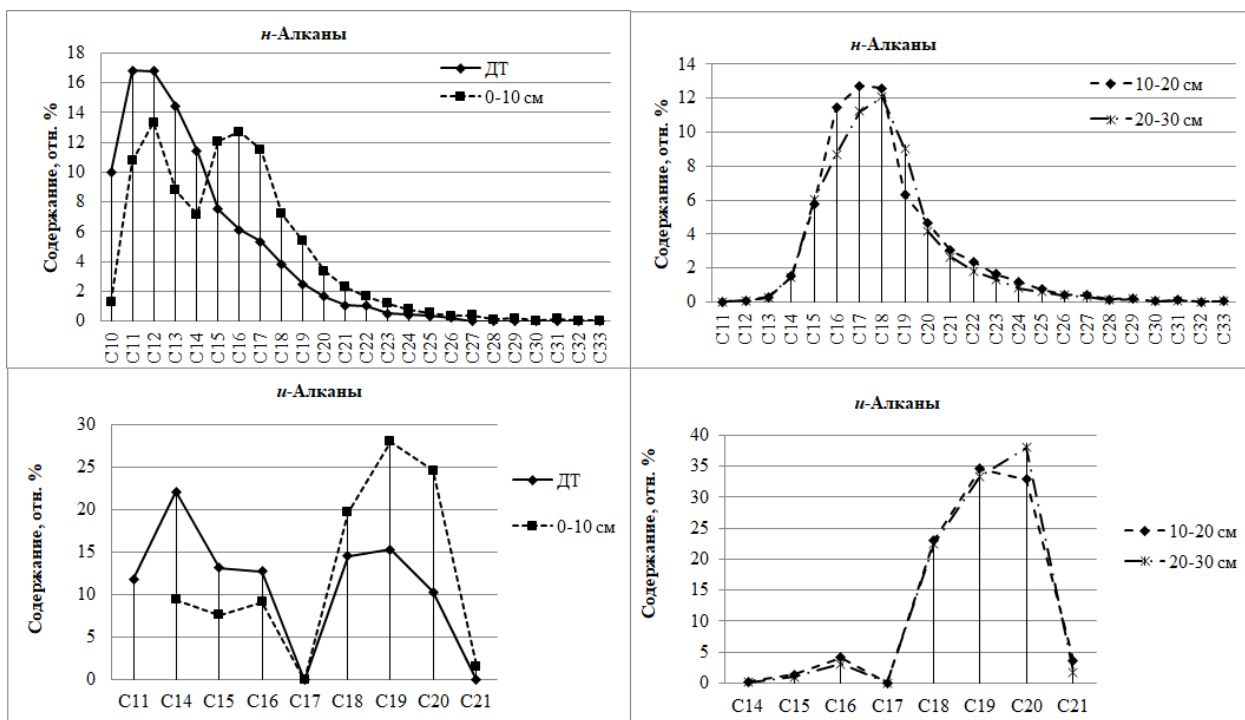 н-Алканы
Содержание, отн. %
18
16
14
12
10
8
6
4
2
0
ДТ
0-10 см
C10
C11
C12
C13
C14
C15
C16
C17
C18
C19
C20
C21
C22
C23
C24
C25
C26
C27
C28
C29
C30
C31
C32
C33
н-Алканы
Содержание, отн. %
14
12
10
8
6
4
2
0
10-20 см
20-30 см
C11
C12
C13
C14
C15
C16
C17
C18
C19
C20
C21
C22
C23
C24
C25
C26
C27
C28
C29
C30
C31
C32
C33
и-Алканы
Содержание, отн. %
30
25
20
15
10
5
0
ДТ
0-10 см
C11 C14 C15 C16 C17 C18 C19 C20 C21
и-Алканы
Содержание, отн. %
40
35
30
25
20
15
10
5
0
10-20 см
20-30 см
C14 C15 C16 C17 C18 C19 C20 C21